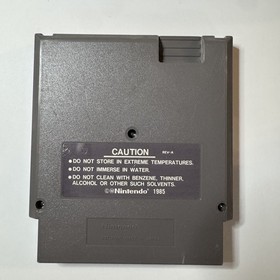 CAUTION REV-A
• DO NOT STORE IN EXTREME TEMPERATURES.
• DO NOT IMMERSE IN WATER.
• DO NOT CLEAN WITH BENZENE, THINNER,
ALCOHOL OR OTHER SUCH SOLVENTS.
©®Nintendo 1985